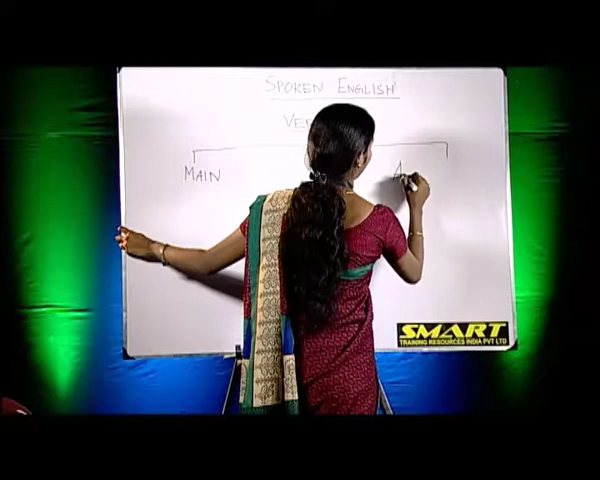 SPOKEN ENGLISH
MAIN A
SMART
TRAINING RESOURCES INDIA PVT LTD